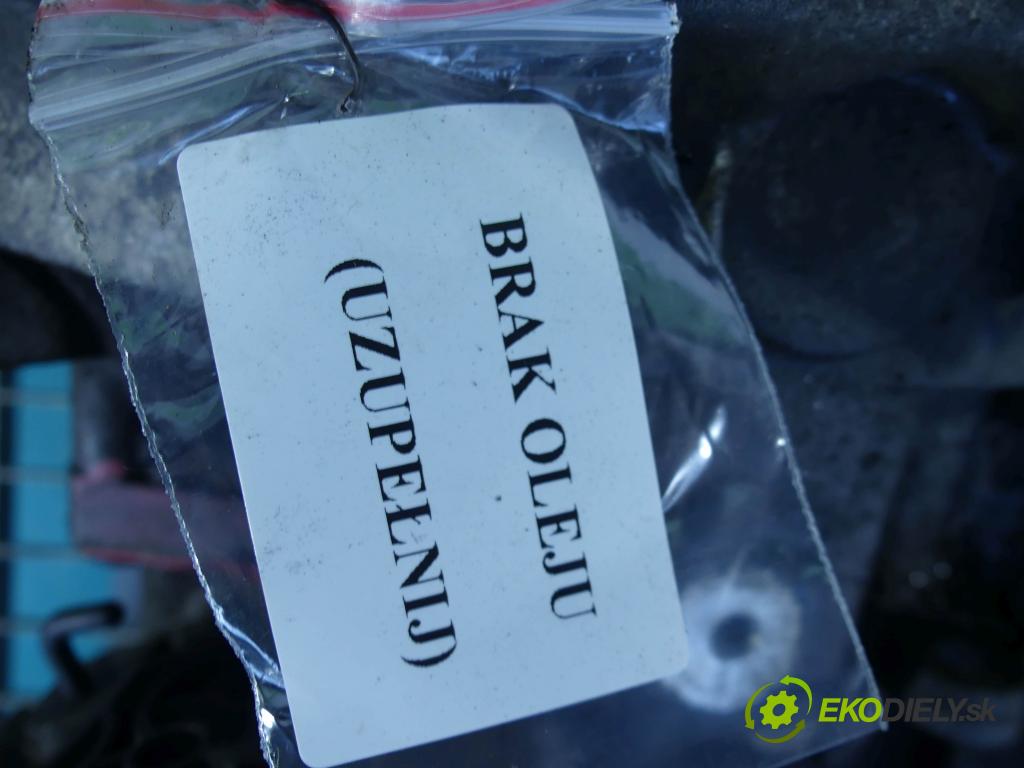 BRAK OLEJU
(UZUPEŁNIJ)
EKODIELY.sk